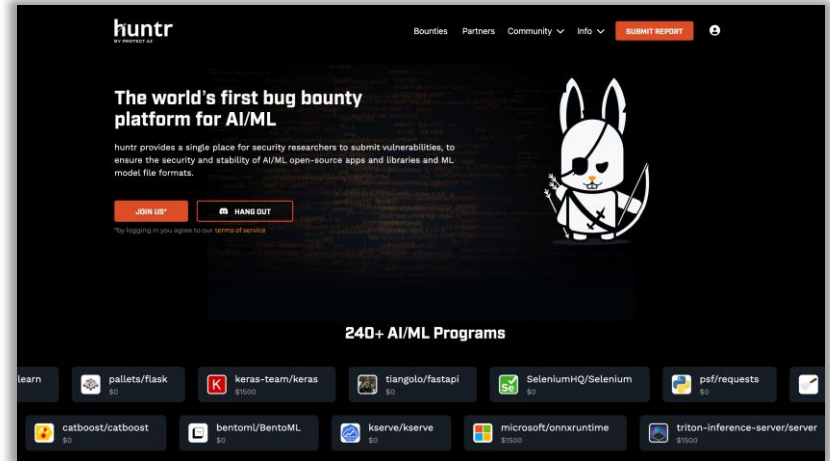 huntr
BY PROTECT AI
Bounties Partners Community Info SUBMIT REPORT
The world's first bug bounty
platform for AI/ML
huntr provides a single place for security researchers to submit vulnerabilities, to
ensure the security and stability of AI/ML open-source apps and libraries and ML
model file formats.
JOIN US* HANG OUT
*by logging in you agree to our terms of service
240+ AI/ML Programs
learn pallets/flask keras-team/keras tiangolo/fastapi SeleniumHQ/Selenium psf/requests
$0 $1500 $0 $0 $0
catboost/catboost bentoml/BentoML kserve/kserve microsoft/onnxruntime triton-inference-server/server
$0 $0 $0 $1500 $1500